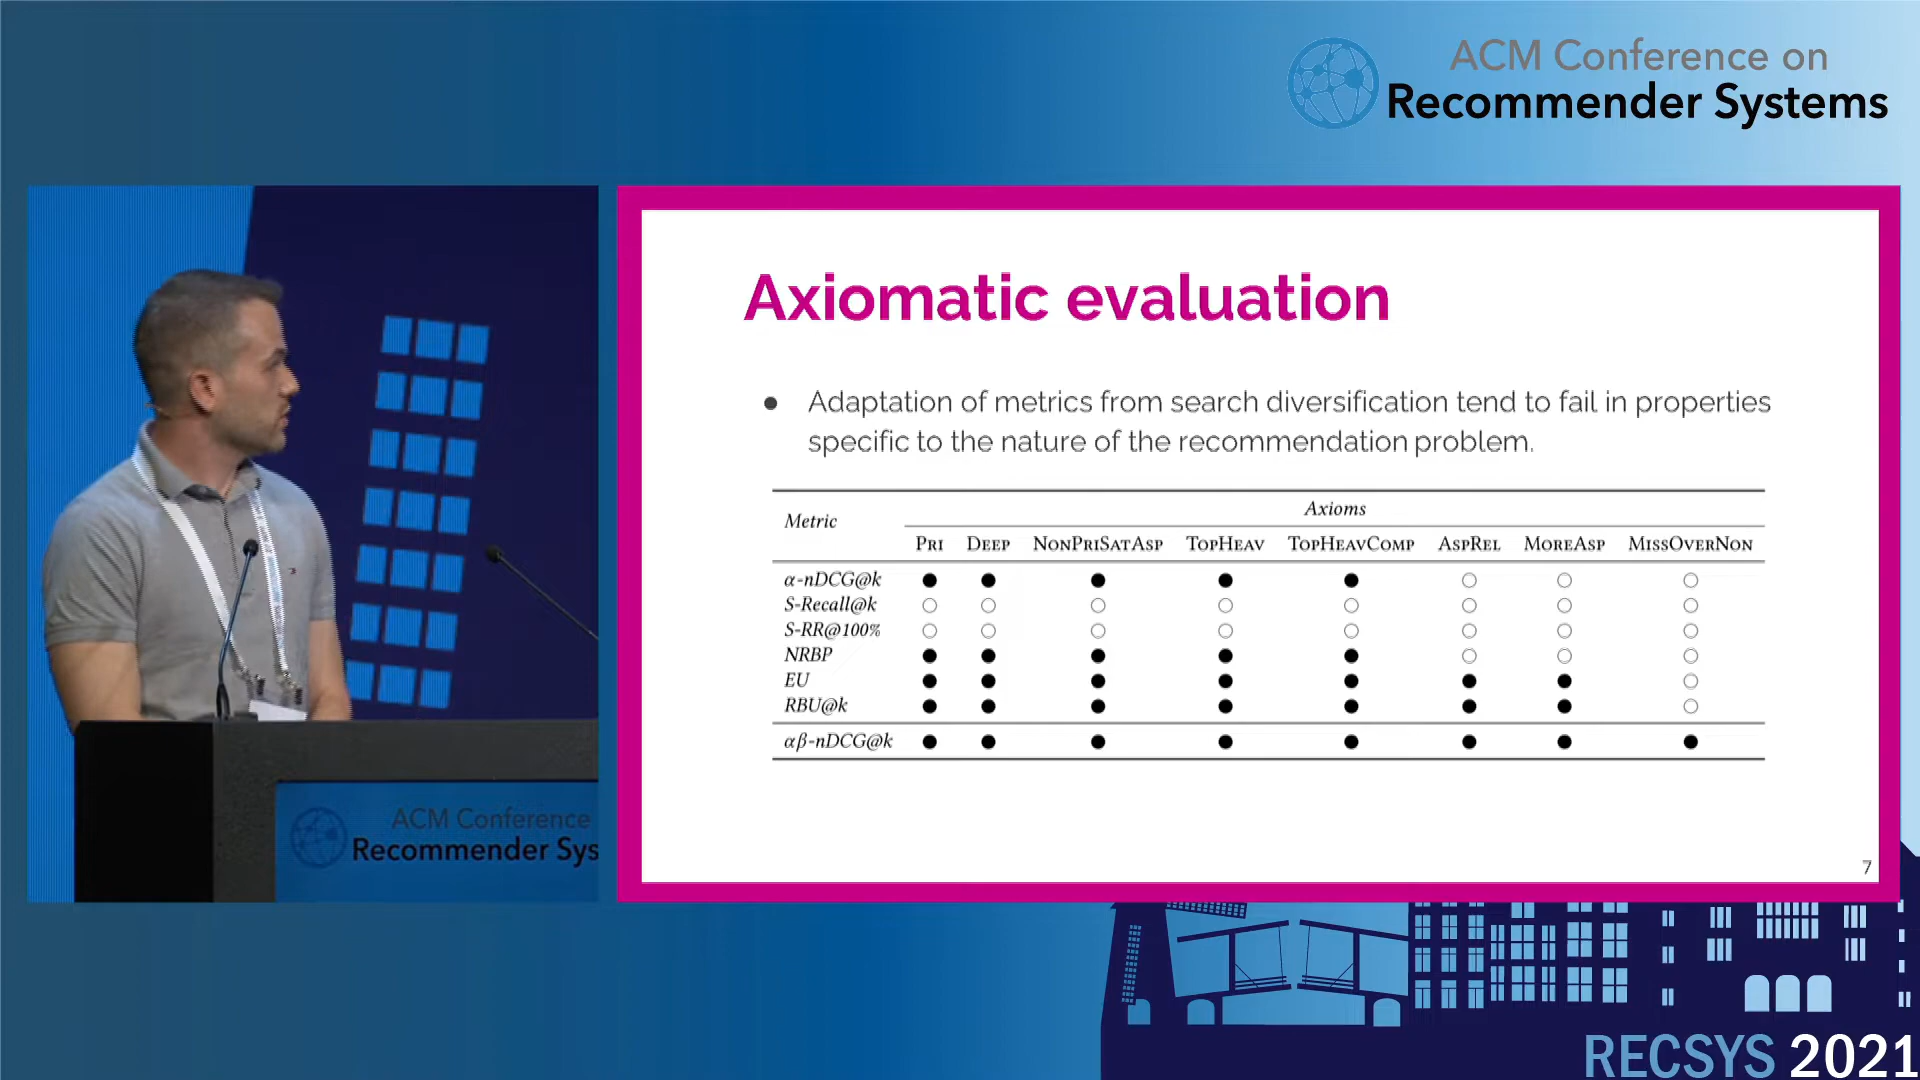 ACM Conference on
Recommender Systems
Axiomatic evaluation
● Adaptation of metrics from search diversification tend to fail in properties
specific to the nature of the recommendation problem.
Metric Axioms
PRI DEEP NONPRISATASP TOPHEAV TOPHEAVCOMP ASPREL MOREASP MISSOVERNON
α-nDCG@k ● ● ● ● ● ○ ○ ○
S-Recall@k ○ ○ ○ ○ ○ ○ ○ ○
S-RR@100% ○ ○ ○ ○ ○ ○ ○ ○
NRBP ● ● ● ● ● ○ ○ ○
EU ● ● ● ● ● ● ● ○
RBU@k ● ● ● ● ● ● ● ○
αβ-nDCG@k ● ● ● ● ● ● ● ●
7
ACM Conference
Recommender Sys
RECSYS 2021